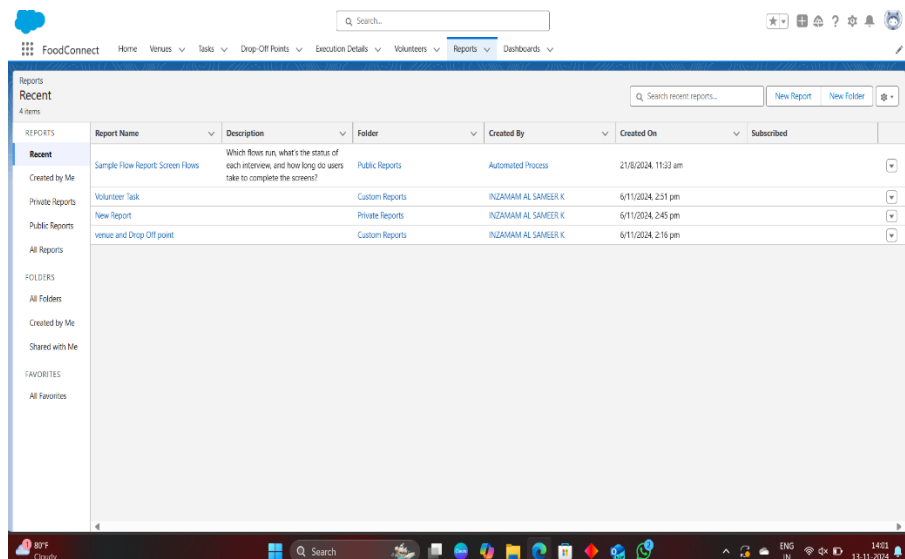 Search...
FoodConnect Home Venues Tasks Drop-Off Points Execution Details Volunteers Reports Dashboards
Reports
Recent
4 items
Search recent reports...
New Report New Folder
REPORTS
Recent
Created by Me
Private Reports
Public Reports
All Reports
FOLDERS
All Folders
Created by Me
Shared with Me
FAVORITES
All Favorites
Report Name Description Folder Created By Created On Subscribed
Sample Flow Report: Screen Flows Which flows run, what's the status of Public Reports Automated Process 21/8/2024, 11:33 am
each interview, and how long do users
take to complete the screens?
Volunteer Task Custom Reports INZAMAM AL SAMEER K 6/11/2024, 2:51 pm
New Report Private Reports INZAMAM AL SAMEER K 6/11/2024, 2:45 pm
venue and Drop Off point Custom Reports INZAMAM AL SAMEER K 6/11/2024, 2:16 pm
1 80°F
Cloudy
Search
2
ENG
IN
14:01
13-11-2024